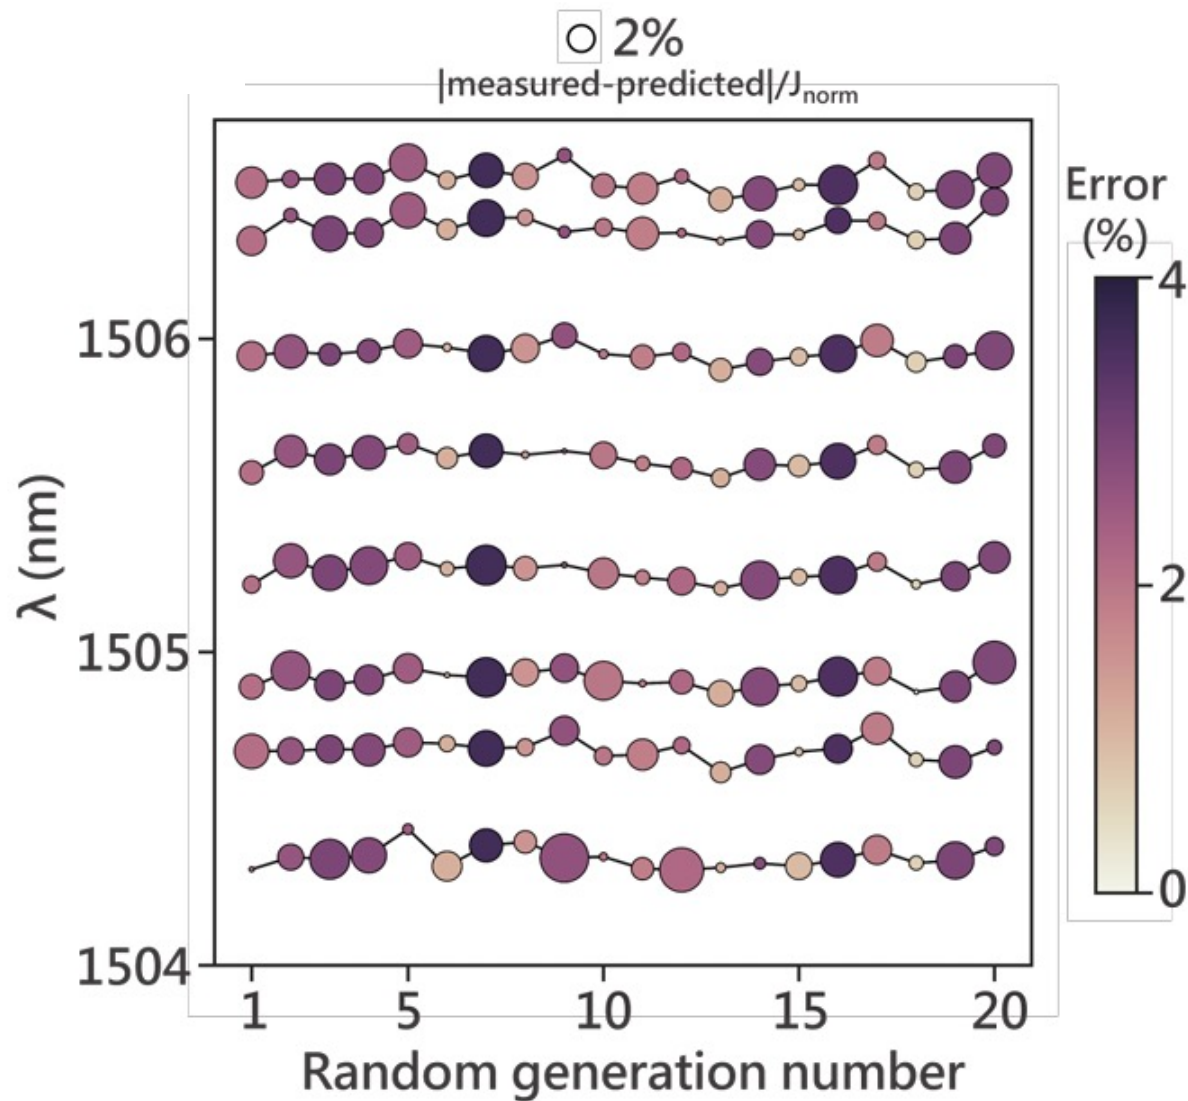 2%
|measured-predicted|/Jnorm
Error
(%)
4
2
0
λ (nm)
1506
1505
1504
1 5 10 15 20
Random generation number